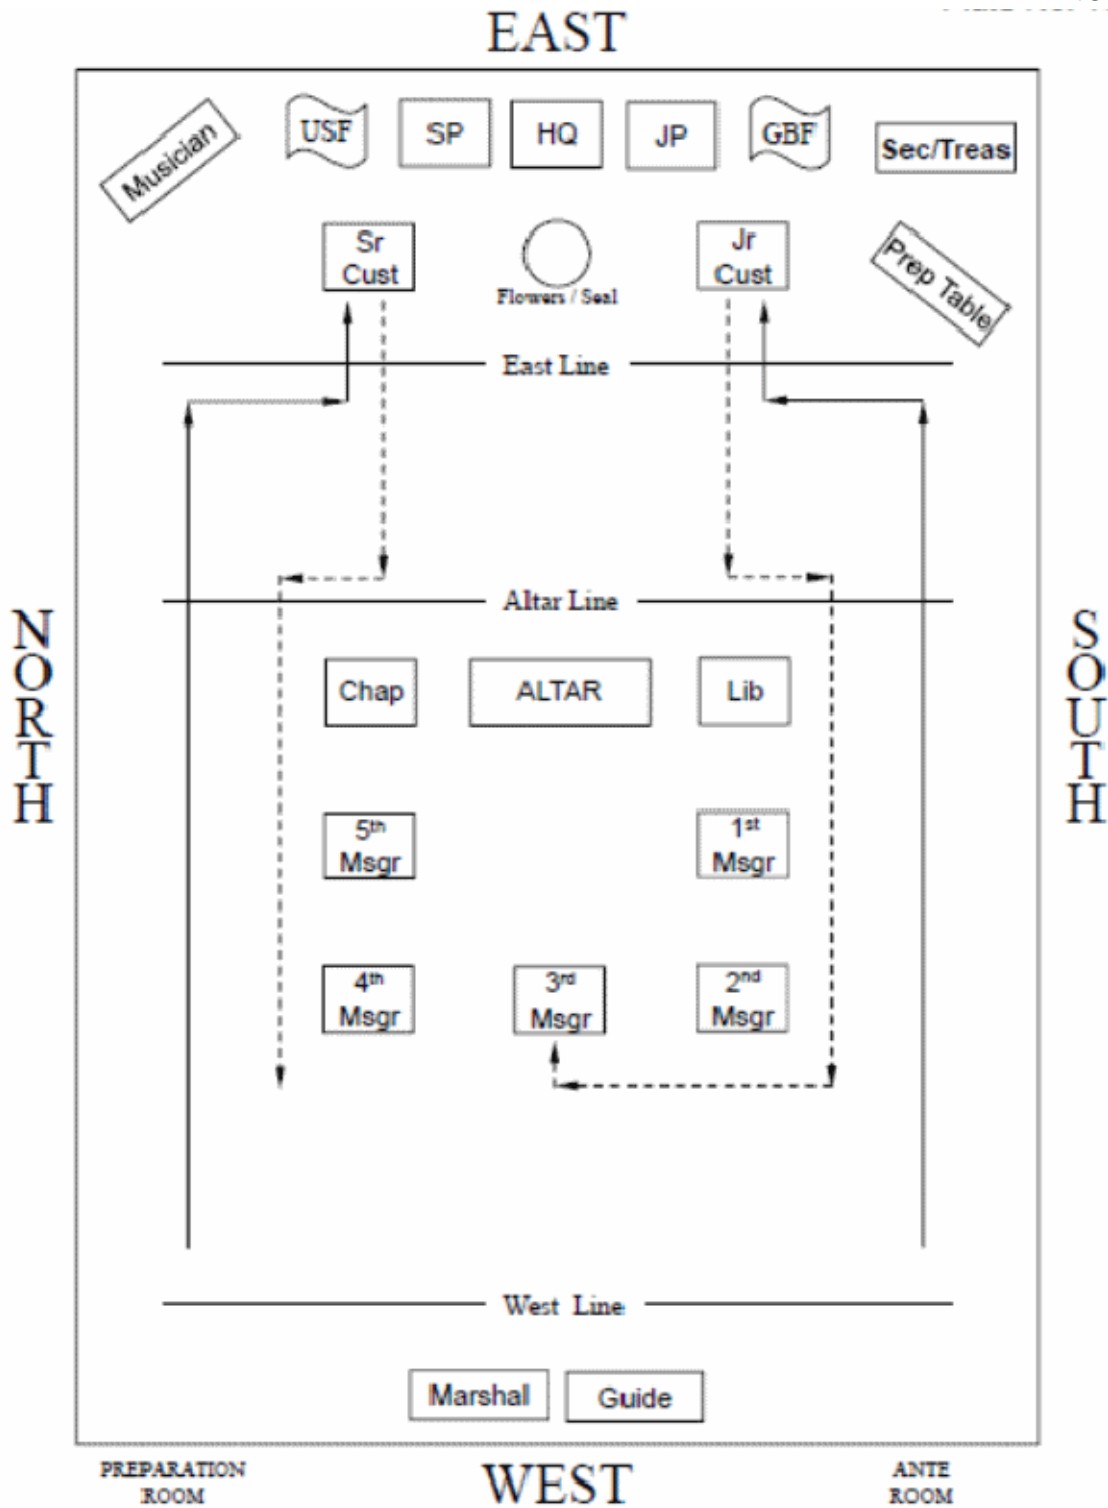 EAST
Musician
USF
SP
HQ
JP
GBF
Sec/Treas
Sr
Cust
Flowers / Seal
Jr
Cust
Prep Table
East Line
Altar Line
NORTH
SOUTH
Chap
ALTAR
Lib
5th
Msgr
1st
Msgr
4th
Msgr
3rd
Msgr
2nd
Msgr
West Line
Marshal
Guide
PREPARATION
ROOM
WEST
ANTE
ROOM